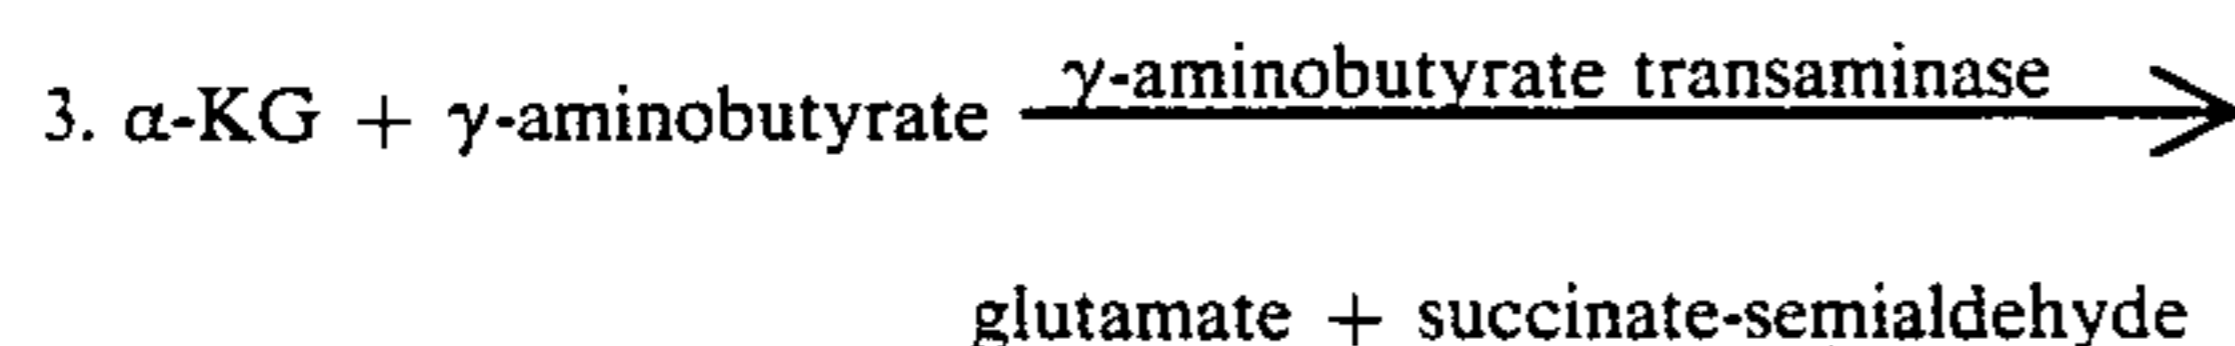 γ-aminobutyrate transaminase
3. α-KG + γ-aminobutyrate ⟶
glutamate + succinate-semialdehyde